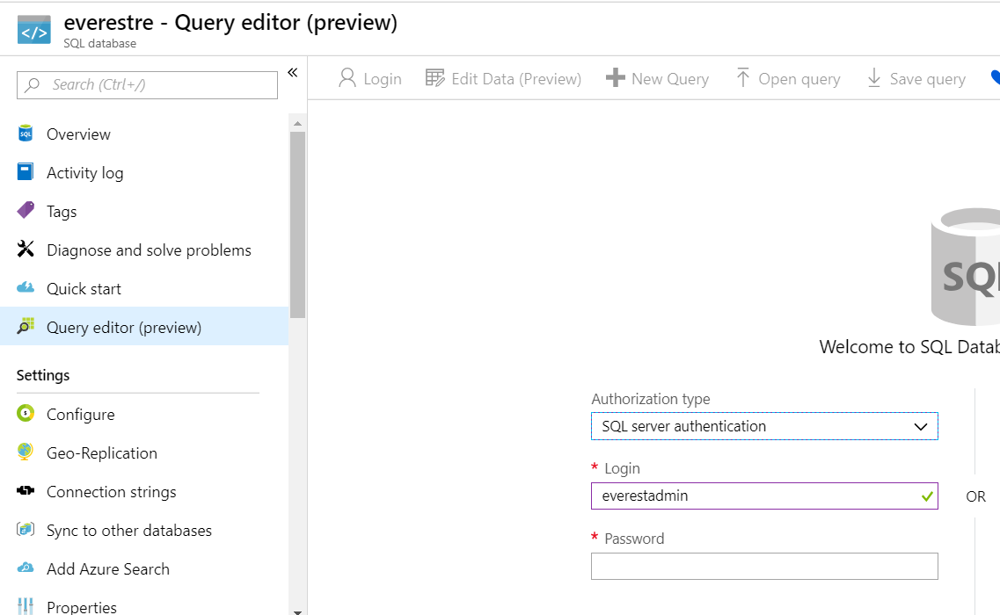 everestre - Query editor (preview)
SQL database
Search (Ctrl+/)
«
Login
Edit Data (Preview)
New Query
Open query
Save query
SQL
Overview
Activity log
Tags
Diagnose and solve problems
Quick start
Query editor (preview)
Settings
Configure
Geo-Replication
Connection strings
Sync to other databases
Add Azure Search
Properties
SQL
Welcome to SQL Datab
Authorization type
SQL server authentication
* Login
everestadmin
OR
* Password